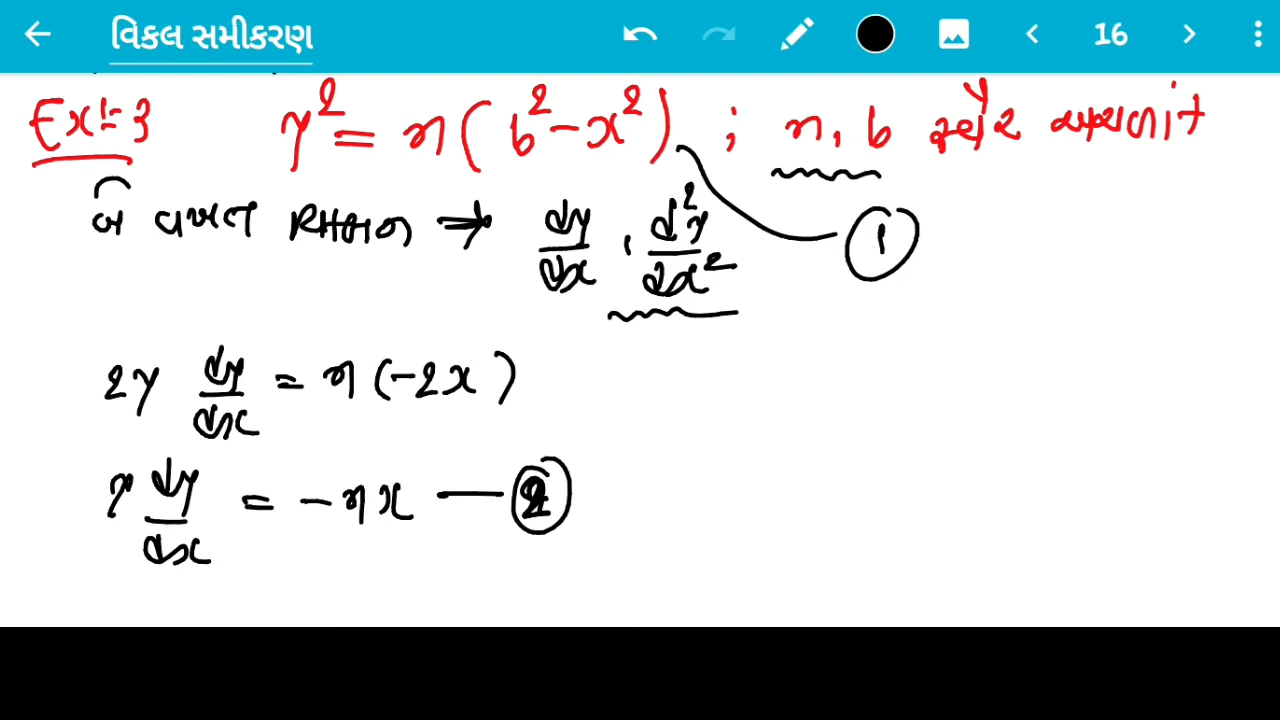 વિકલ સમીકરણ 16
Ex:-3 y² = n(b² - x²) ; n, b સ્વૈર અચળાંક
બે વખત વિકલન → dy/dx , d²y/dx² ①
2y dy/dx = n(-2x)
y dy/dx = -nx — ②